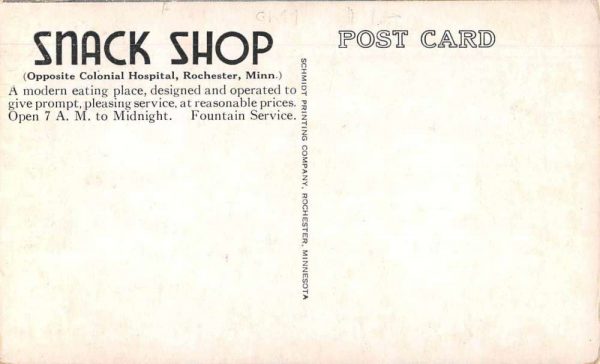 SNACK SHOP
(Opposite Colonial Hospital, Rochester, Minn.)
A modern eating place, designed and operated to
give prompt, pleasing service, at reasonable prices.
Open 7 A. M. to Midnight. Fountain Service.
SCHMIDT PRINTING COMPANY, ROCHESTER, MINNESOTA
POST CARD